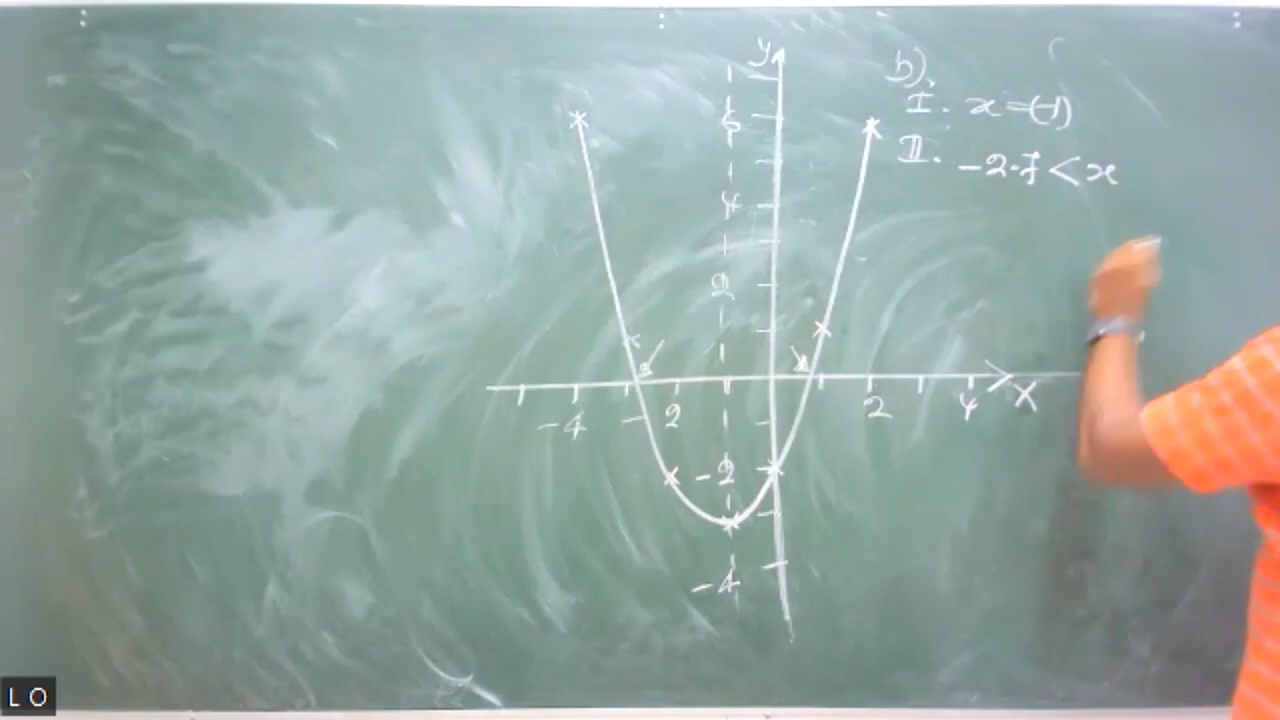 y
b).
I. x = (-1)
II. -2.7 < x
6
4
2
-4 2 2 4 x
-2
-4
L O